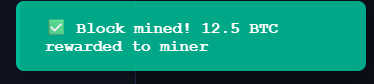 ✅ Block mined! 12.5 BTC
rewarded to miner